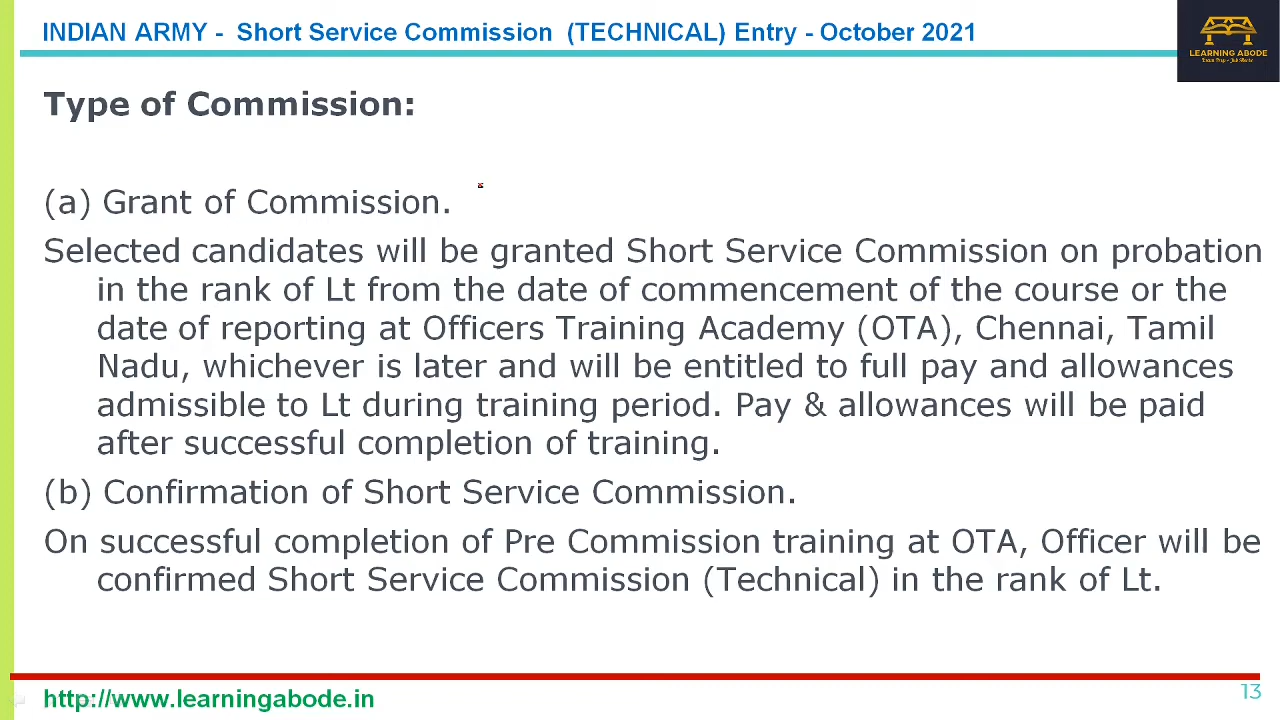 INDIAN ARMY - Short Service Commission (TECHNICAL) Entry - October 2021
LEARNING ABODE
Exam Prep - Job Alerts
Type of Commission:
(a) Grant of Commission.
Selected candidates will be granted Short Service Commission on probation
in the rank of Lt from the date of commencement of the course or the
date of reporting at Officers Training Academy (OTA), Chennai, Tamil
Nadu, whichever is later and will be entitled to full pay and allowances
admissible to Lt during training period. Pay & allowances will be paid
after successful completion of training.
(b) Confirmation of Short Service Commission.
On successful completion of Pre Commission training at OTA, Officer will be
confirmed Short Service Commission (Technical) in the rank of Lt.
http://www.learningabode.in
13